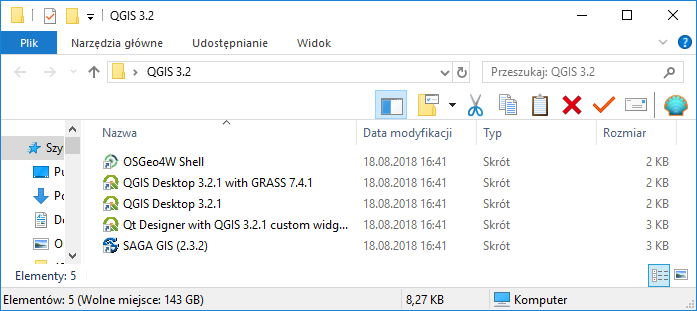 QGIS 3.2
Plik Narzędzia główne Udostępnianie Widok
QGIS 3.2 Przeszukaj: QGIS 3.2
Nazwa Data modyfikacji Typ Rozmiar
Szy
OSGeo4W Shell 18.08.2018 16:41 Skrót 2 KB
Pu
QGIS Desktop 3.2.1 with GRASS 7.4.1 18.08.2018 16:41 Skrót 2 KB
Po
QGIS Desktop 3.2.1 18.08.2018 16:41 Skrót 2 KB
D
Qt Designer with QGIS 3.2.1 custom widg... 18.08.2018 16:41 Skrót 3 KB
O
SAGA GIS (2.3.2) 18.08.2018 16:41 Skrót 3 KB
Elementy: 5
Elementów: 5 (Wolne miejsce: 143 GB) 8,27 KB Komputer